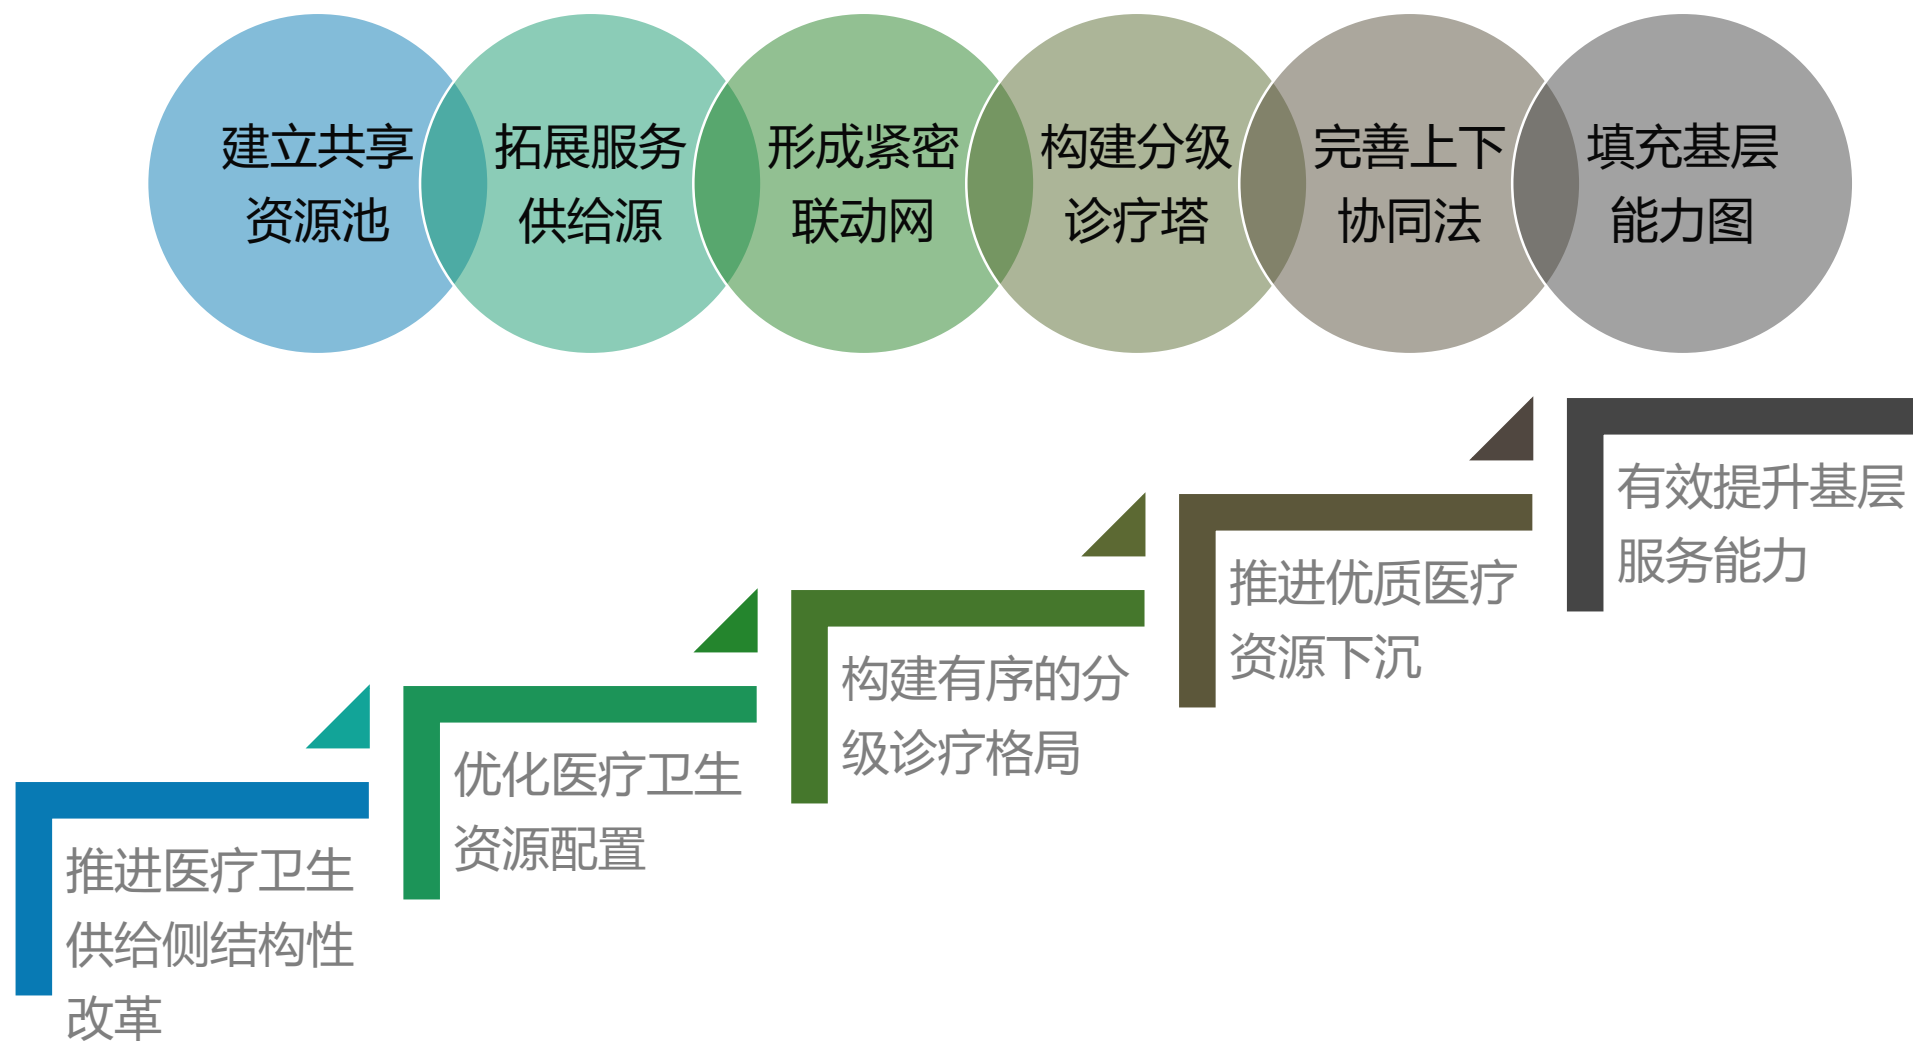 建立共享
资源池
拓展服务
供给源
形成紧密
联动网
构建分级
诊疗塔
完善上下
协同法
填充基层
能力图
推进医疗卫生
供给侧结构性
改革
优化医疗卫生
资源配置
构建有序的分
级诊疗格局
推进优质医疗
资源下沉
有效提升基层
服务能力